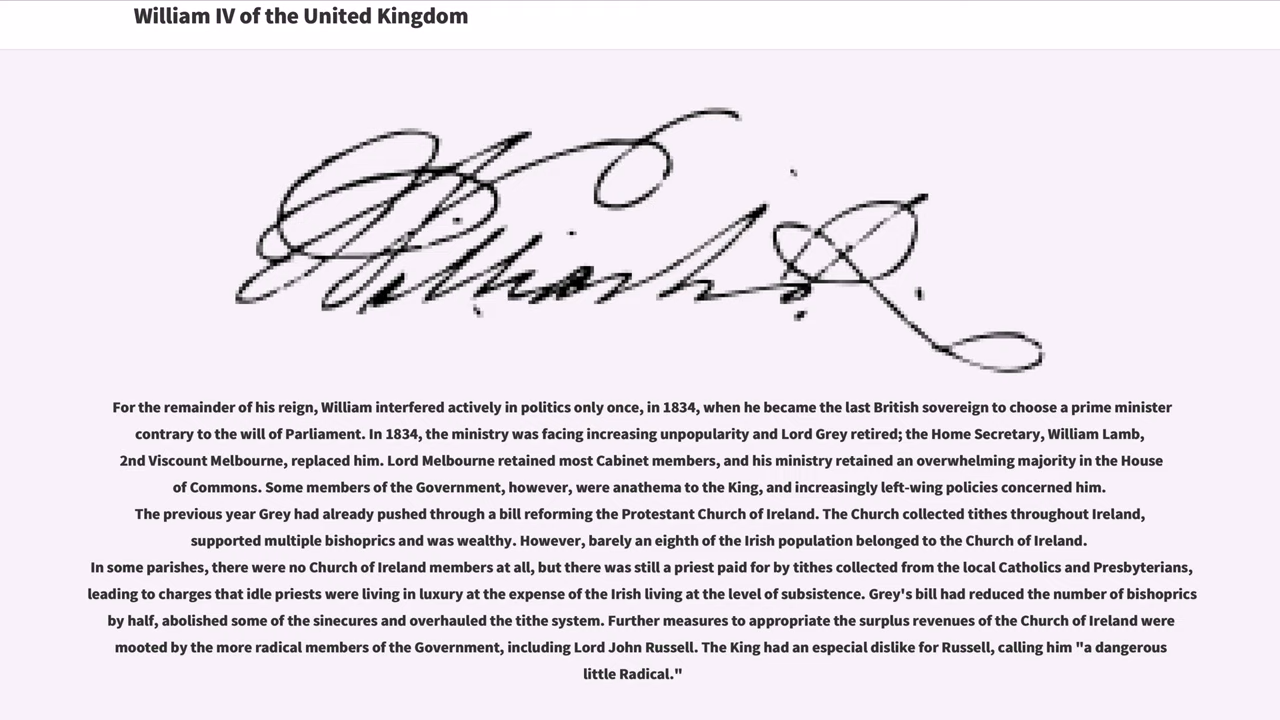 William IV of the United Kingdom
William R.
For the remainder of his reign, William interfered actively in politics only once, in 1834, when he became the last British sovereign to choose a prime minister
contrary to the will of Parliament. In 1834, the ministry was facing increasing unpopularity and Lord Grey retired; the Home Secretary, William Lamb,
2nd Viscount Melbourne, replaced him. Lord Melbourne retained most Cabinet members, and his ministry retained an overwhelming majority in the House
of Commons. Some members of the Government, however, were anathema to the King, and increasingly left-wing policies concerned him.
The previous year Grey had already pushed through a bill reforming the Protestant Church of Ireland. The Church collected tithes throughout Ireland,
supported multiple bishoprics and was wealthy. However, barely an eighth of the Irish population belonged to the Church of Ireland.
In some parishes, there were no Church of Ireland members at all, but there was still a priest paid for by tithes collected from the local Catholics and Presbyterians,
leading to charges that idle priests were living in luxury at the expense of the Irish living at the level of subsistence. Grey's bill had reduced the number of bishoprics
by half, abolished some of the sinecures and overhauled the tithe system. Further measures to appropriate the surplus revenues of the Church of Ireland were
mooted by the more radical members of the Government, including Lord John Russell. The King had an especial dislike for Russell, calling him "a dangerous
little Radical."